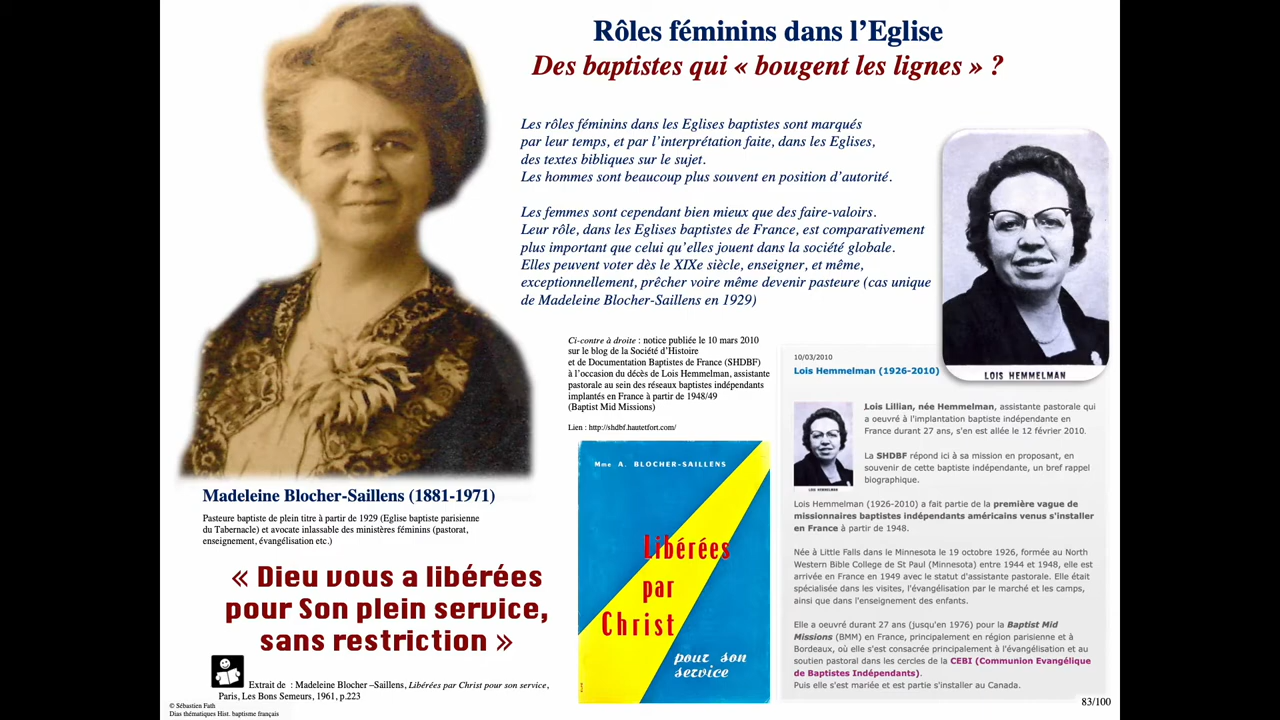 Rôles féminins dans l'Eglise
Des baptistes qui « bougent les lignes » ?
Les rôles féminins dans les Eglises baptistes sont marqués
par leur temps, et par l'interprétation faite, dans les Eglises,
des textes bibliques sur le sujet.
Les hommes sont beaucoup plus souvent en position d'autorité.
Les femmes sont cependant bien mieux que des faire-valoirs.
Leur rôle, dans les Eglises baptistes de France, est comparativement
plus important que celui qu'elles jouent dans la société globale.
Elles peuvent voter dès le XIXe siècle, enseigner, et même,
exceptionnellement, prêcher voire même devenir pasteure (cas unique
de Madeleine Blocher-Saillens en 1929)
LOIS HEMMELMAN
Ci-contre à droite : notice publiée le 10 mars 2010
sur le blog de la Société d'Histoire
et de Documentation Baptistes de France (SHDBF)
à l'occasion du décès de Lois Hemmelman, assistante
pastorale au sein des réseaux baptistes indépendants
implantés en France à partir de 1948/49
(Baptist Mid Missions)
Lien : http://shdbf.hautetfort.com/
Mme A. BLOCHER-SAILLENS
Libérées
par
Christ
pour son
service
10/03/2010
Lois Hemmelman (1926-2010)
Lois Lillian, née Hemmelman, assistante pastorale qui
a oeuvré à l'implantation baptiste indépendante en
France durant 27 ans, s'en est allée le 12 février 2010.
La SHDBF répond ici à sa mission en proposant, en
souvenir de cette baptiste indépendante, un bref rappel
biographique.
LOIS HEMMELMAN
Lois Hemmelman (1926-2010) a fait partie de la première vague de
missionnaires baptistes indépendants américains venus s'installer
en France à partir de 1948.
Née à Little Falls dans le Minnesota le 19 octobre 1926, formée au North
Western Bible College de St Paul (Minnesota) entre 1944 et 1948, elle est
arrivée en France en 1949 avec le statut d'assistante pastorale. Elle était
spécialisée dans les visites, l'évangélisation par le marché et les camps,
ainsi que dans l'enseignement des enfants.
Elle a oeuvré durant 27 ans (jusqu'en 1976) pour le Baptist Mid
Missions (BMM) en France, principalement en région parisienne et à
Bordeaux, où elle s'est consacrée principalement à l'évangélisation et au
soutien pastoral dans les cercles de la CEBI (Communion Evangélique
de Baptistes Indépendants).
Puis elle s'est mariée et est partie s'installer au Canada.
Madeleine Blocher-Saillens (1881-1971)
Pasteure baptiste de plein titre à partir de 1929 (Eglise baptiste parisienne
du Tabernacle) et avocate inlassable des ministères féminins (pastorat,
enseignement, évangélisation etc.)
« Dieu vous a libérées
pour Son plein service,
sans restriction »
Extrait de : Madeleine Blocher –Saillens, Libérées par Christ pour son service,
Paris, Les Bons Semeurs, 1961, p.223
© Sébastien Fath
Dias thématiques Hist. baptisme français
83/100